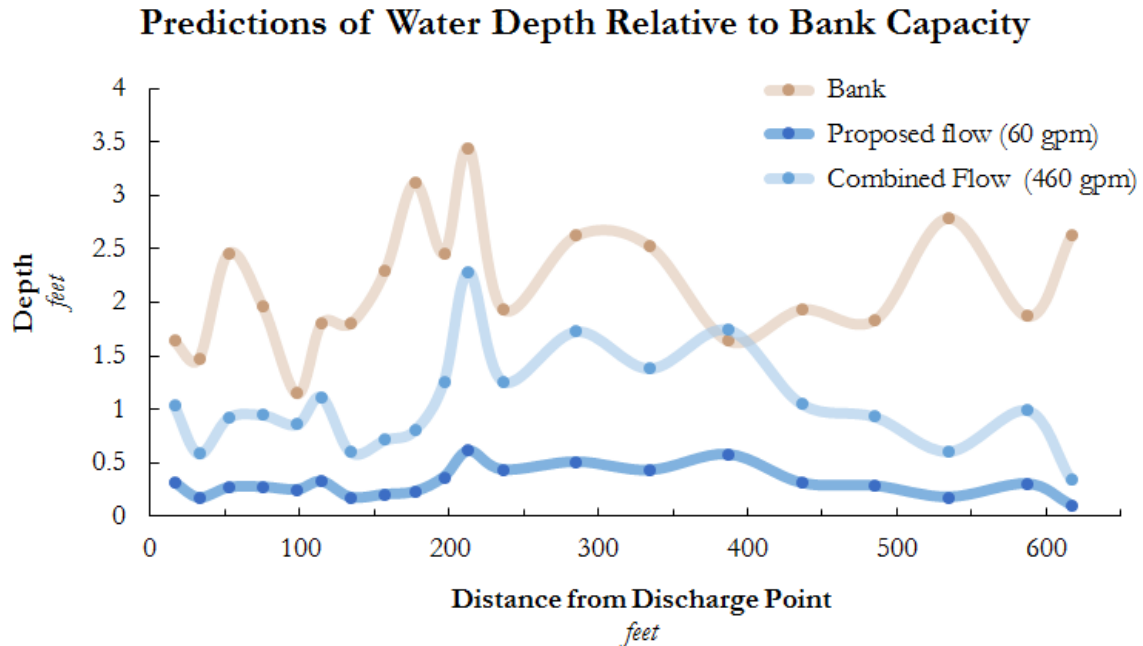 Predictions of Water Depth Relative to Bank Capacity
4
3.5
3
2.5
2
1.5
1
0.5
0
Depth
feet
Bank
Proposed flow (60 gpm)
Combined Flow (460 gpm)
0 100 200 300 400 500 600
Distance from Discharge Point
feet